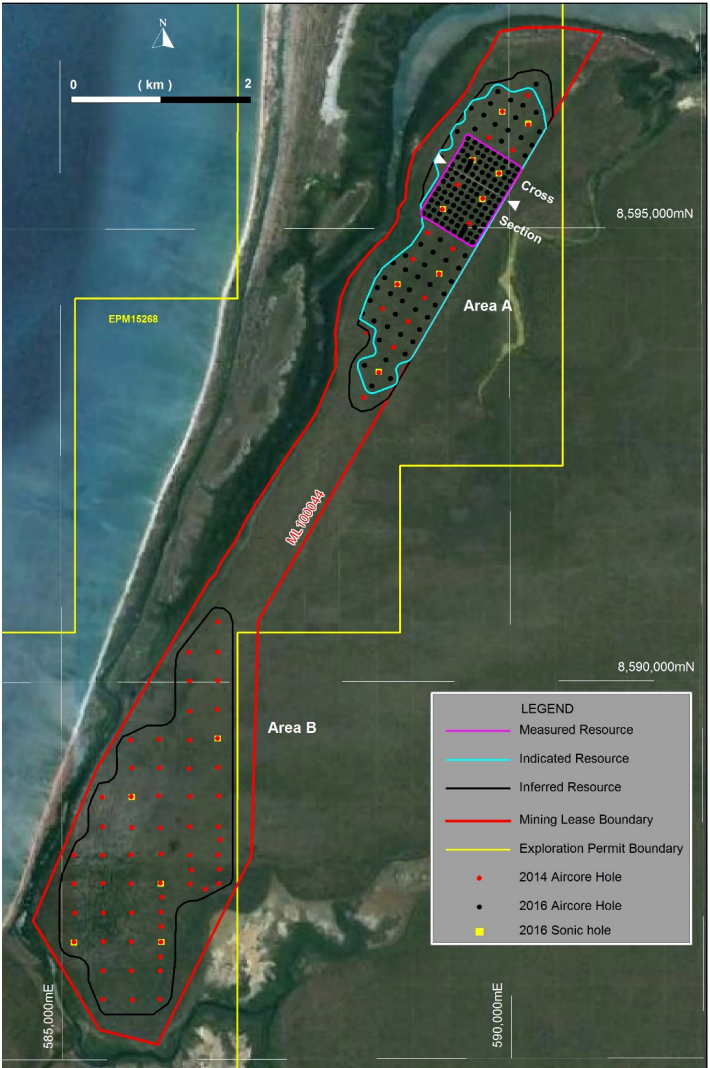 N
0 ( km ) 2
Cross
Section
8,595,000mN
EPM15268
Area A
ML100044
8,590,000mN
Area B
LEGEND
Measured Resource
Indicated Resource
Inferred Resource
Mining Lease Boundary
Exploration Permit Boundary
2014 Aircore Hole
2016 Aircore Hole
2016 Sonic hole
585,000mE
590,000mE